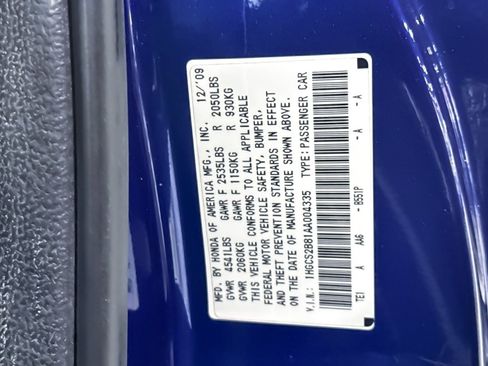 MFD. BY HONDA OF AMERICA MFG., INC. 12/'09
GVWR 4541LBS GAWR F 2535LBS R 2050LBS
GVWR 2060KG GAWR F 1150KG R 930KG
THIS VEHICLE CONFORMS TO ALL APPLICABLE
FEDERAL MOTOR VEHICLE SAFETY, BUMPER,
AND THEFT PREVENTION STANDARDS IN EFFECT
ON THE DATE OF MANUFACTURE SHOWN ABOVE.
V.I.N.: 1HGCS2B81AA004335 TYPE: PASSENGER CAR
TE1 A AA6 -B551P -A -A